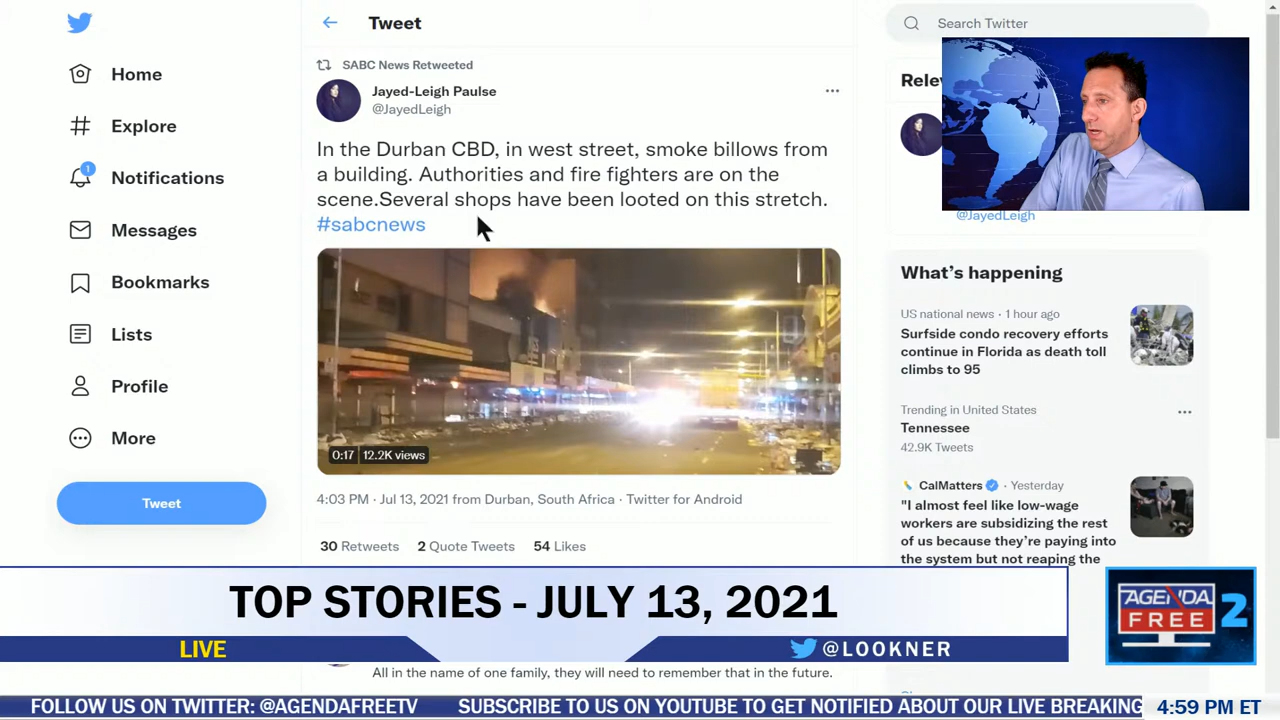 Home
Explore
1
Notifications
Messages
Bookmarks
Lists
Profile
More
Tweet
Tweet
SABC News Retweeted
Jayed-Leigh Paulse
@JayedLeigh
In the Durban CBD, in west street, smoke billows from
a building. Authorities and fire fighters are on the
scene.Several shops have been looted on this stretch.
#sabcnews
0:17 12.2K views
4:03 PM · Jul 13, 2021 from Durban, South Africa · Twitter for Android
30 Retweets 2 Quote Tweets 54 Likes
All in the name of one family, they will need to remember that in the future.
Search Twitter
@JayedLeigh
What's happening
US national news · 1 hour ago
Surfside condo recovery efforts
continue in Florida as death toll
climbs to 95
Trending in United States
Tennessee
42.9K Tweets
CalMatters · Yesterday
"I almost feel like low-wage
workers are subsidizing the rest
of us because they're paying into
the system but not reaping the
TOP STORIES - JULY 13, 2021
LIVE
@LOOKNER
AGENDA
FREE 2
FOLLOW US ON TWITTER: @AGENDAFREETV SUBSCRIBE TO US ON YOUTUBE TO GET NOTIFIED ABOUT OUR LIVE BREAKING
4:59 PM ET